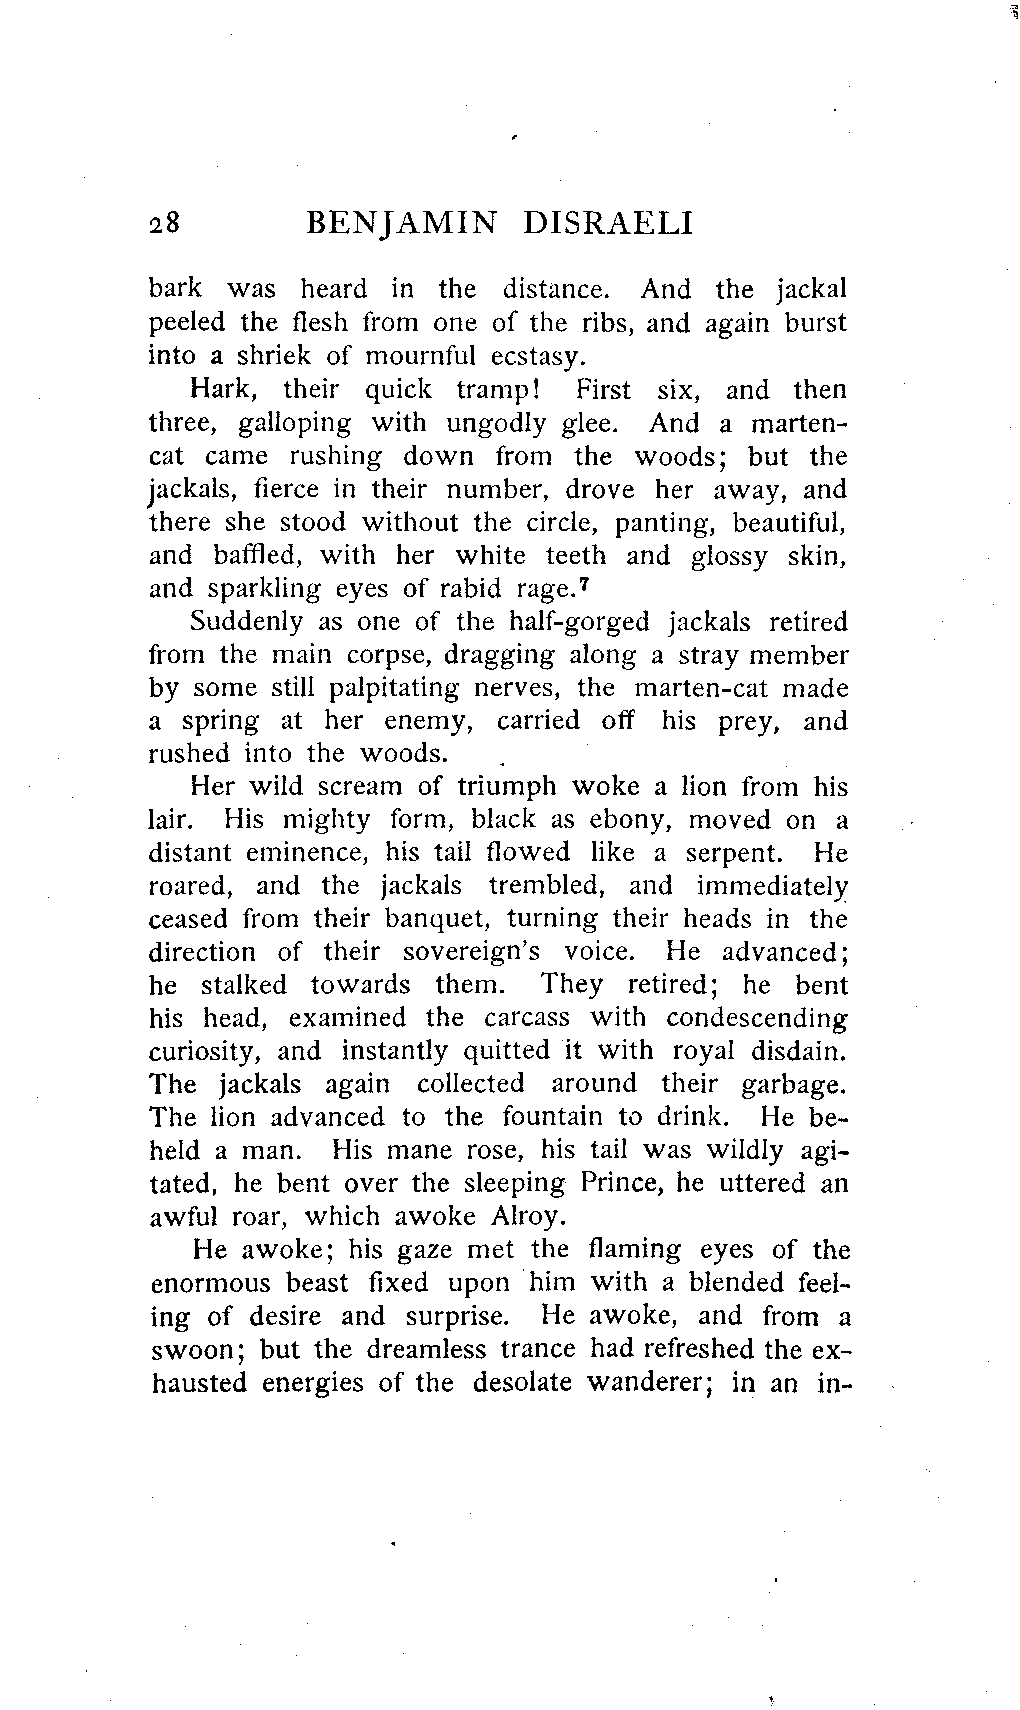 28 BENJAMIN DISRAELI
bark was heard in the distance. And the jackal
peeled the flesh from one of the ribs, and again burst
into a shriek of mournful ecstasy.
Hark, their quick tramp! First six, and then
three, galloping with ungodly glee. And a marten-
cat came rushing down from the woods; but the
jackals, fierce in their number, drove her away, and
there she stood without the circle, panting, beautiful,
and baffled, with her white teeth and glossy skin,
and sparkling eyes of rabid rage.⁷
Suddenly as one of the half-gorged jackals retired
from the main corpse, dragging along a stray member
by some still palpitating nerves, the marten-cat made
a spring at her enemy, carried off his prey, and
rushed into the woods.
Her wild scream of triumph woke a lion from his
lair. His mighty form, black as ebony, moved on a
distant eminence, his tail flowed like a serpent. He
roared, and the jackals trembled, and immediately
ceased from their banquet, turning their heads in the
direction of their sovereign's voice. He advanced;
he stalked towards them. They retired; he bent
his head, examined the carcass with condescending
curiosity, and instantly quitted it with royal disdain.
The jackals again collected around their garbage.
The lion advanced to the fountain to drink. He be-
held a man. His mane rose, his tail was wildly agi-
tated, he bent over the sleeping Prince, he uttered an
awful roar, which awoke Alroy.
He awoke; his gaze met the flaming eyes of the
enormous beast fixed upon him with a blended feel-
ing of desire and surprise. He awoke, and from a
swoon; but the dreamless trance had refreshed the ex-
hausted energies of the desolate wanderer; in an in-